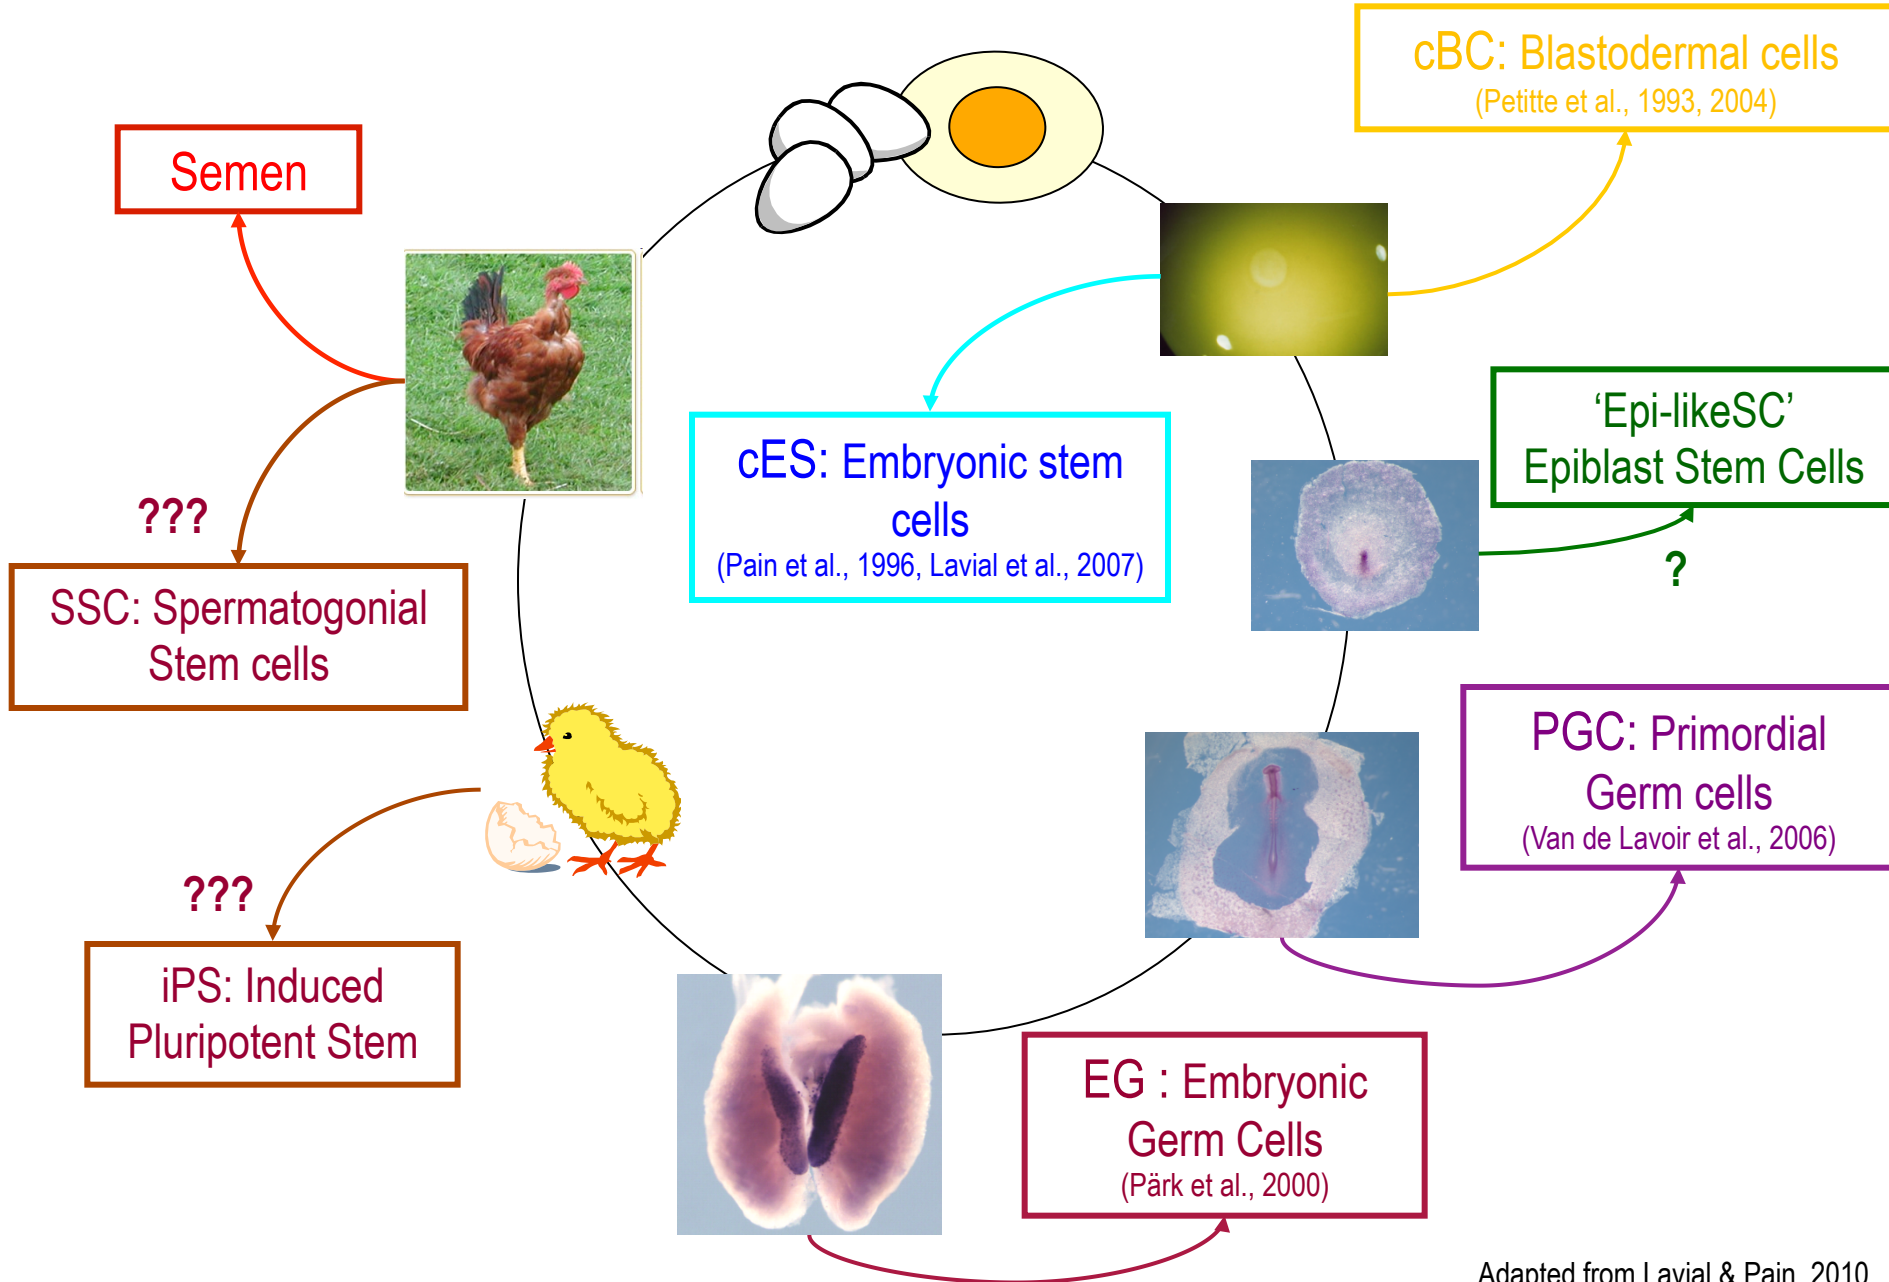 cBC: Blastodermal cells
(Petitte et al., 1993, 2004)
Semen
'Epi-likeSC'
Epiblast Stem Cells
?
cES: Embryonic stem
cells
(Pain et al., 1996, Lavial et al., 2007)
???
SSC: Spermatogonial
Stem cells
PGC: Primordial
Germ cells
(Van de Lavoir et al., 2006)
???
iPS: Induced
Pluripotent Stem
EG : Embryonic
Germ Cells
(Pärk et al., 2000)
Adapted from Lavial & Pain, 2010